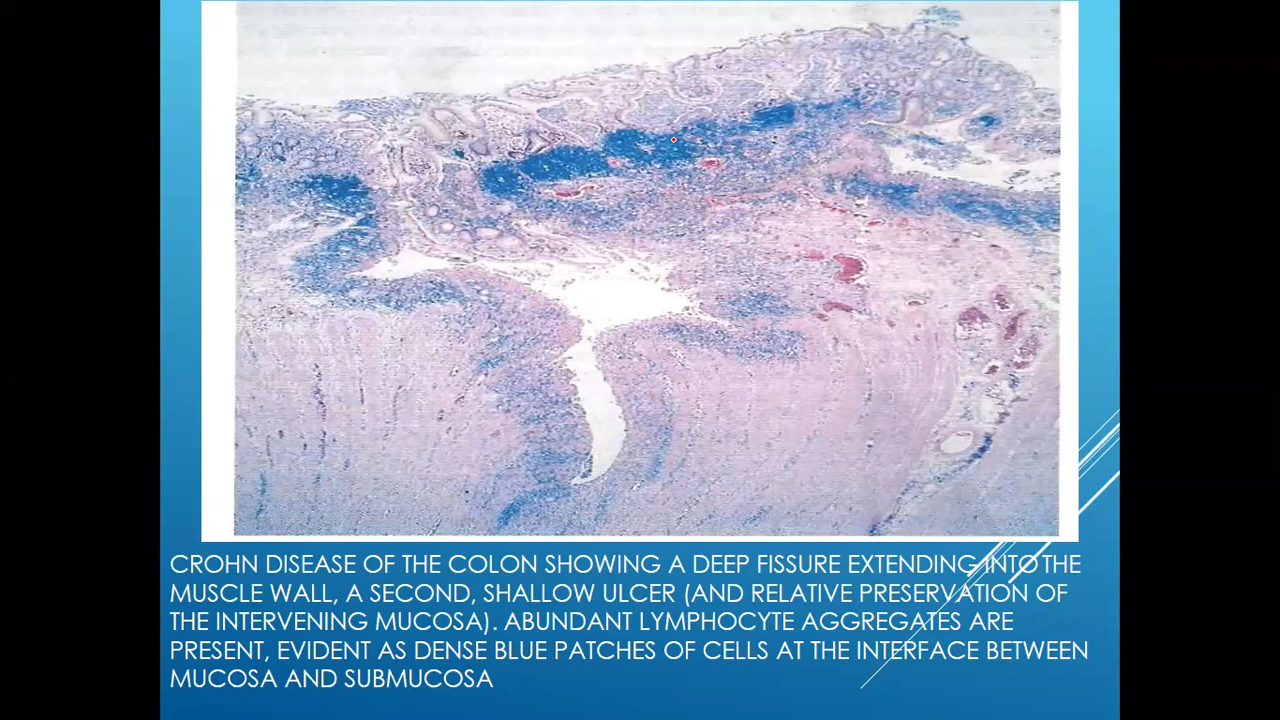 CROHN DISEASE OF THE COLON SHOWING A DEEP FISSURE EXTENDING INTO THE
MUSCLE WALL, A SECOND, SHALLOW ULCER (AND RELATIVE PRESERVATION OF
THE INTERVENING MUCOSA). ABUNDANT LYMPHOCYTE AGGREGATES ARE
PRESENT, EVIDENT AS DENSE BLUE PATCHES OF CELLS AT THE INTERFACE BETWEEN
MUCOSA AND SUBMUCOSA